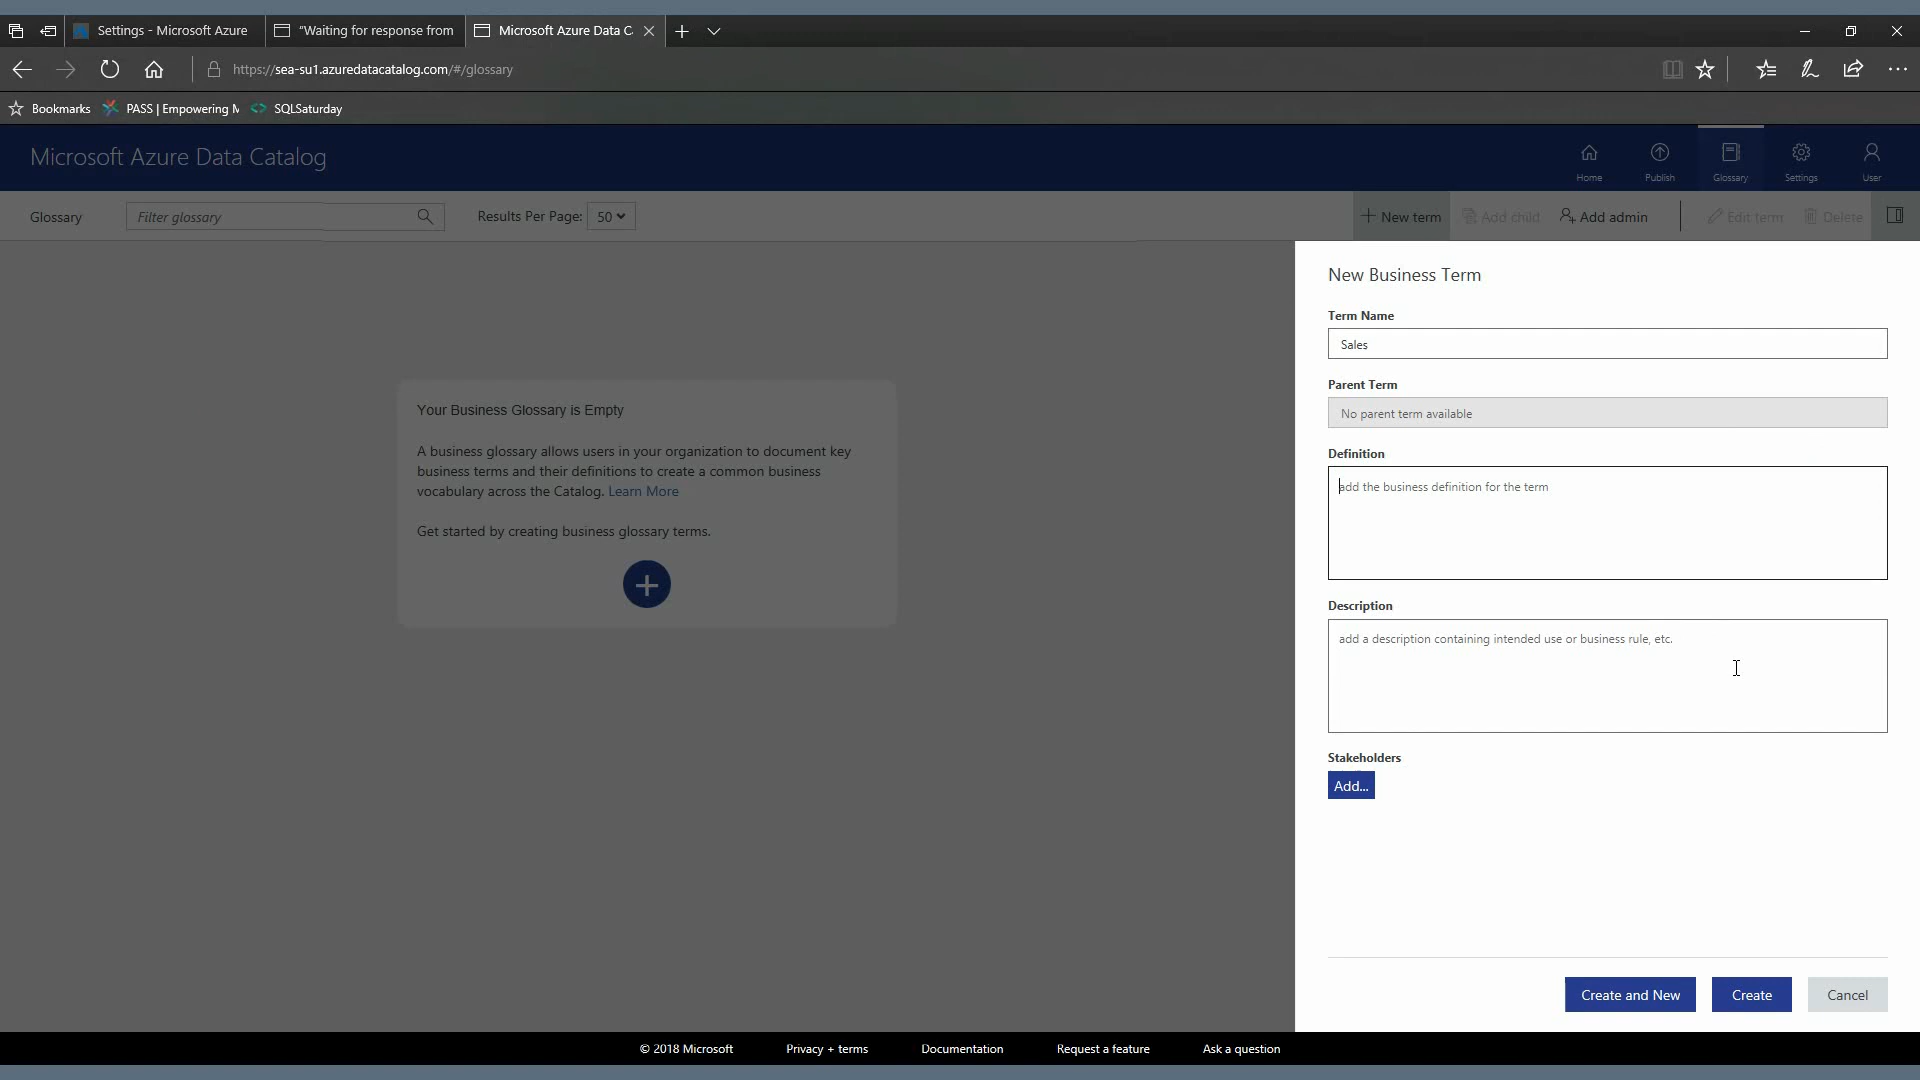 Settings - Microsoft Azure
"Waiting for response from
Microsoft Azure Data C
https://sea-su1.azuredatacatalog.com/#/glossary
Bookmarks
PASS | Empowering M
SQLSaturday
Microsoft Azure Data Catalog
Home
Publish
Glossary
Settings
User
Glossary
Filter glossary
Results Per Page: 50
New term
Add child
Add admin
Edit term
Delete
Your Business Glossary is Empty
A business glossary allows users in your organization to document key
business terms and their definitions to create a common business
vocabulary across the Catalog. Learn More
Get started by creating business glossary terms.
New Business Term
Term Name
Sales
Parent Term
No parent term available
Definition
add the business definition for the term
Description
add a description containing intended use or business rule, etc.
Stakeholders
Add...
Create and New
Create
Cancel
© 2018 Microsoft
Privacy + terms
Documentation
Request a feature
Ask a question